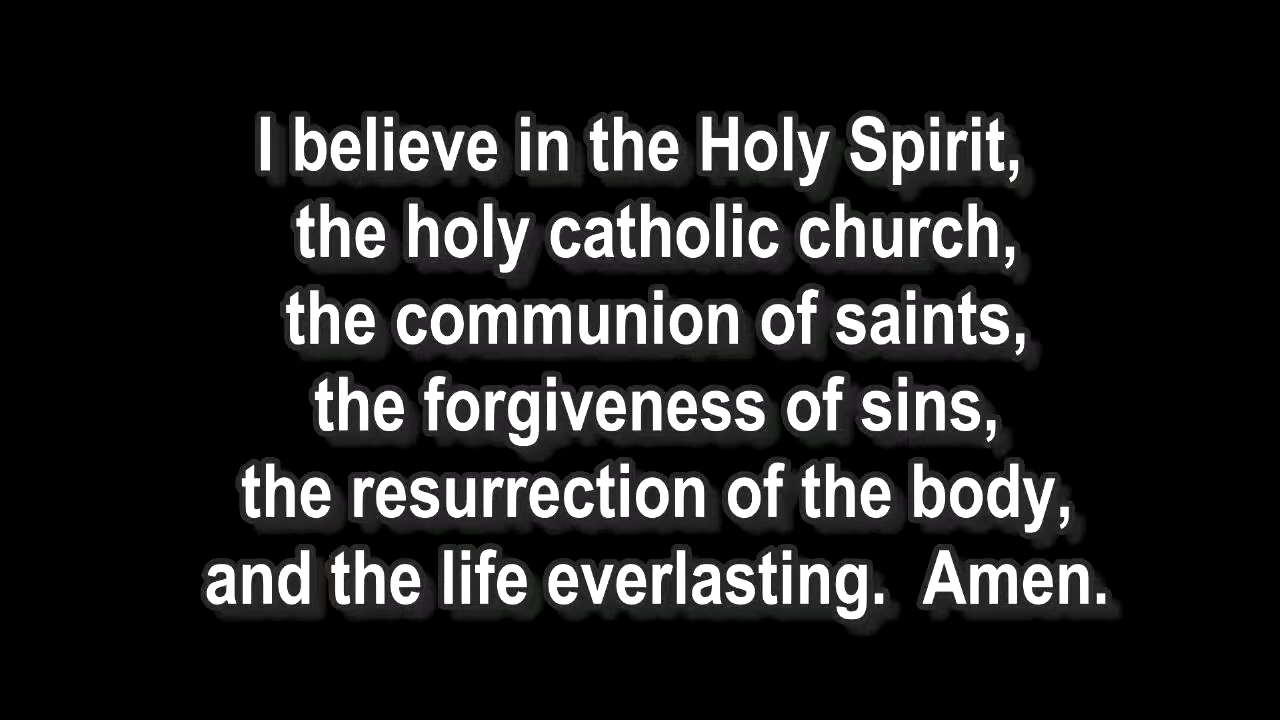 I believe in the Holy Spirit,
the holy catholic church,
the communion of saints,
the forgiveness of sins,
the resurrection of the body,
and the life everlasting.  Amen.